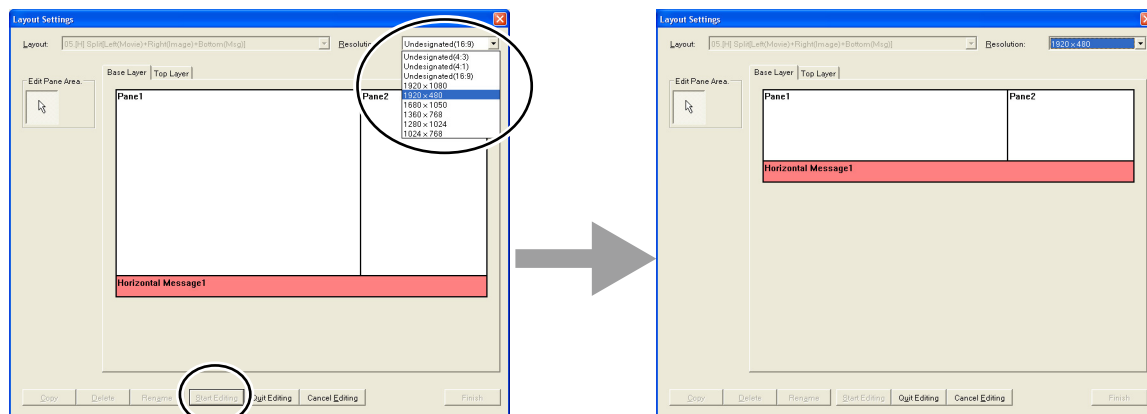 Layout Settings
Layout: 05.[H] Split[Left(Movie)+Right(Image)+Bottom(Msg)] Resolution: Undesignated(16:9)
Undesignated(4:3)
Undesignated(4:1)
Undesignated(16:9)
1920 × 1080
1920 × 480
1680 × 1050
1360 × 768
1280 × 1024
1024 × 768
Edit Pane Area.
Base Layer Top Layer
Pane1 Pane2
Horizontal Message1
Copy Delete Rename Start Editing Quit Editing Cancel Editing Finish
Layout Settings
Layout: 05.[H] Split[Left(Movie)+Right(Image)+Bottom(Msg)] Resolution: 1920 × 480
Edit Pane Area.
Base Layer Top Layer
Pane1 Pane2
Horizontal Message1
Copy Delete Rename Start Editing Quit Editing Cancel Editing Finish